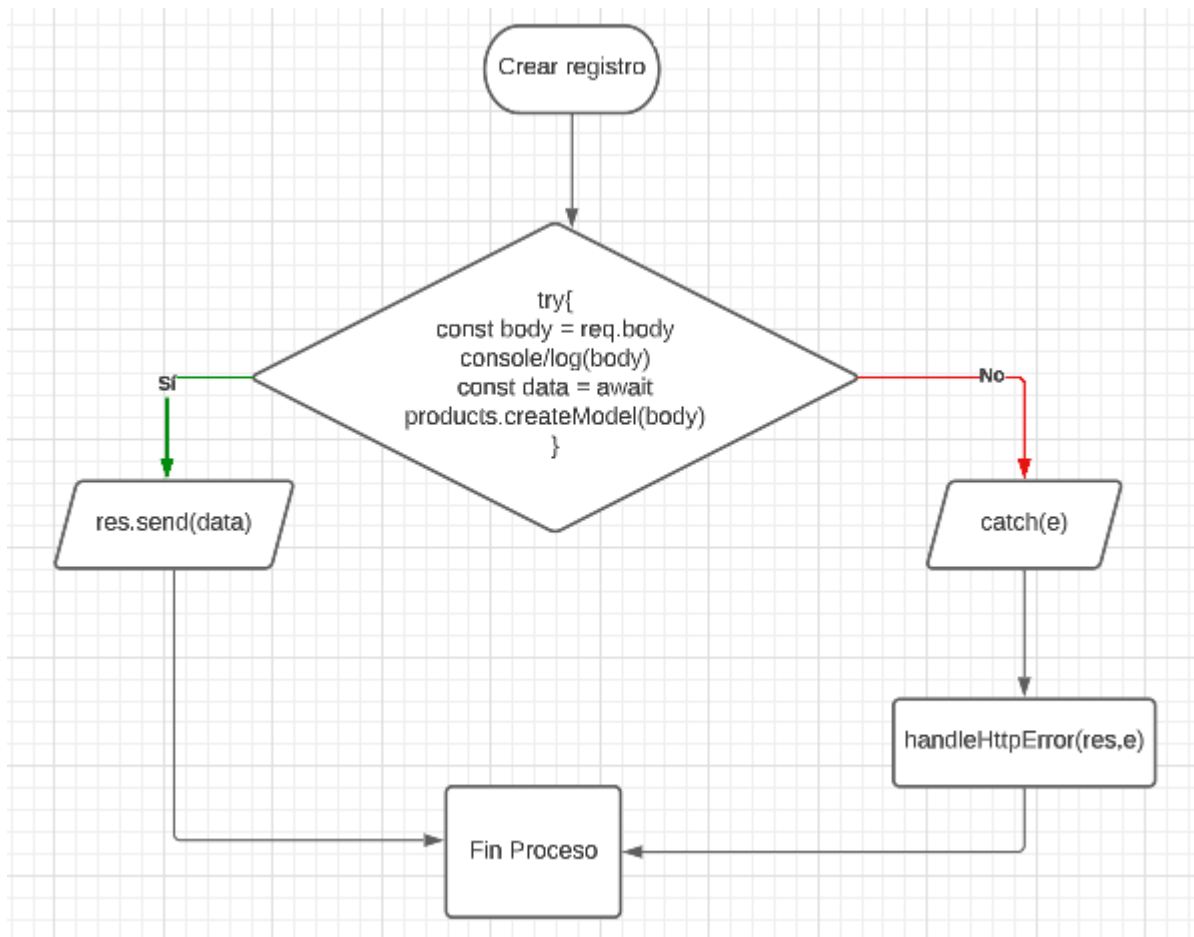 Crear registro
try{
const body = req.body
console/log(body)
const data = await
products.createModel(body)
}
Sí
No
res.send(data)
catch(e)
handleHttpError(res,e)
Fin Proceso